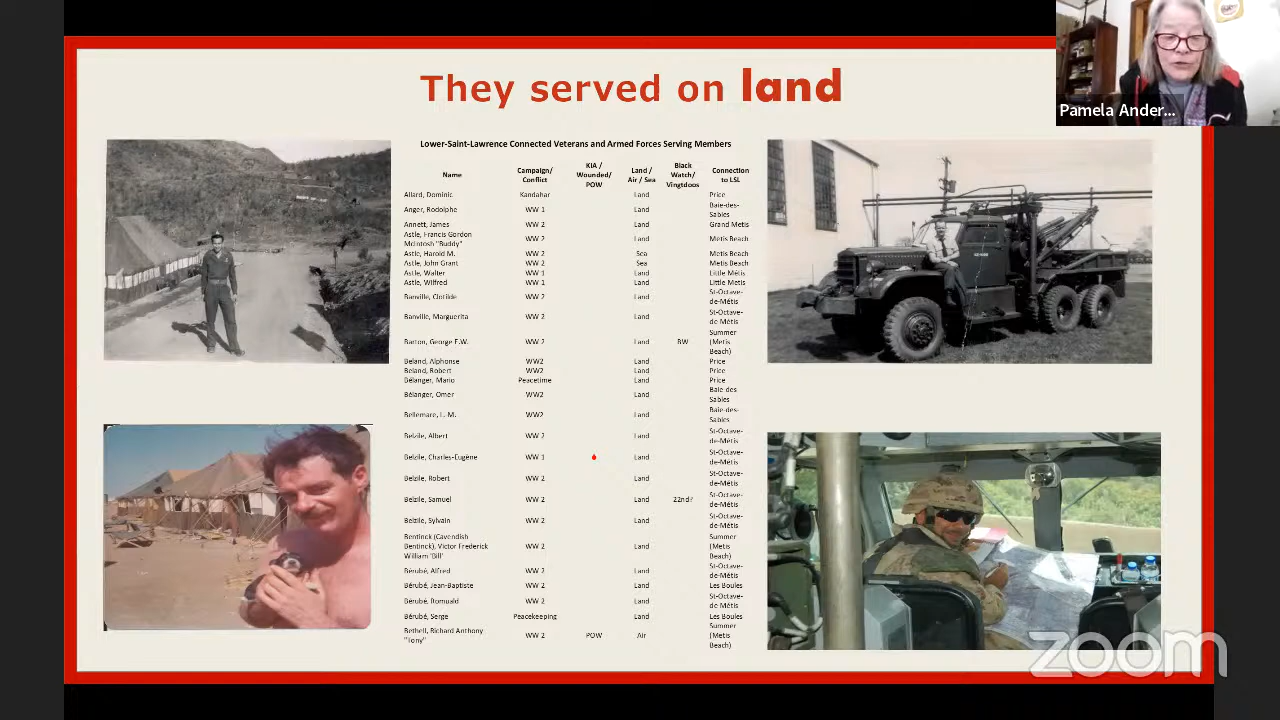 They served on land
Pamela Ander...
Lower-Saint-Lawrence Connected Veterans and Armed Forces Serving Members
Name Campaign/ Conflict KIA / Wounded/ POW Land / Air / Sea Black Watch/ Vingtdoos Connection to LSL
Allard, Dominic Kandahar Land Price
Anger, Rodolphe WW 1 Land Baie-des-Sables
Annett, James WW 2 Land Grand Metis
Astle, Francis Gordon McIntosh "Buddy" WW 2 Land Metis Beach
Astle, Harold M. WW 2 Sea Metis Beach
Astle, John Grant WW 2 Sea Metis Beach
Astle, Walter WW 1 Land Little Métis
Astle, Wilfred WW 1 Land Little Metis
Banville, Clotilde WW 2 Land St-Octave-de-Métis
Banville, Marguerita WW 2 Land St-Octave-de-Métis
Barton, George F.W. WW 2 Land BW Summer (Metis Beach)
Beland, Alphonse WW2 Land Price
Beland, Robert WW2 Land Price
Bélanger, Mario Peacetime Land Price
Bélanger, Omer WW2 Land Baie des Sables
Bellemare, L. M. WW2 Land Baie-des-Sables
Belzile, Albert WW 2 Land St-Octave-de-Métis
Belzile, Charles-Eugène WW 1 Land St-Octave-de-Métis
Belzile, Robert WW 2 Land St-Octave-de-Métis
Belzile, Samuel WW 2 Land 22nd? St-Octave-de-Métis
Belzile, Sylvain WW 2 Land St-Octave-de-Métis
Bentinck (Cavendish Bentinck), Victor Frederick William 'Bill' WW 2 Land Summer (Metis Beach)
Bérubé, Alfred WW 2 Land St-Octave-de-Métis
Bérubé, Jean-Baptiste WW 2 Land Les Boules
Bérubé, Romuald WW 2 Land St-Octave-de-Métis
Bérubé, Serge Peacekeeping Land Les Boules
Bethell, Richard Anthony "Tony" WW 2 POW Air Summer (Metis Beach)
zoom